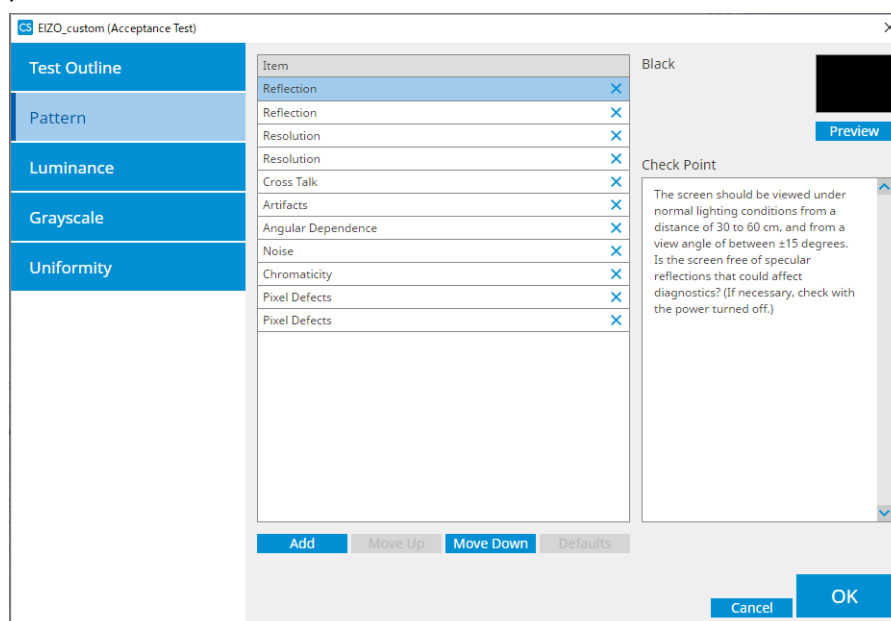 CS EIZO_custom (Acceptance Test)
Test Outline
Pattern
Luminance
Grayscale
Uniformity
Item
Reflection
Reflection
Resolution
Resolution
Cross Talk
Artifacts
Angular Dependence
Noise
Chromaticity
Pixel Defects
Pixel Defects
Add
Move Up
Move Down
Defaults
Black
Preview
Check Point
The screen should be viewed under
normal lighting conditions from a
distance of 30 to 60 cm, and from a
view angle of between ±15 degrees.
Is the screen free of specular
reflections that could affect
diagnostics? (If necessary, check with
the power turned off.)
Cancel
OK